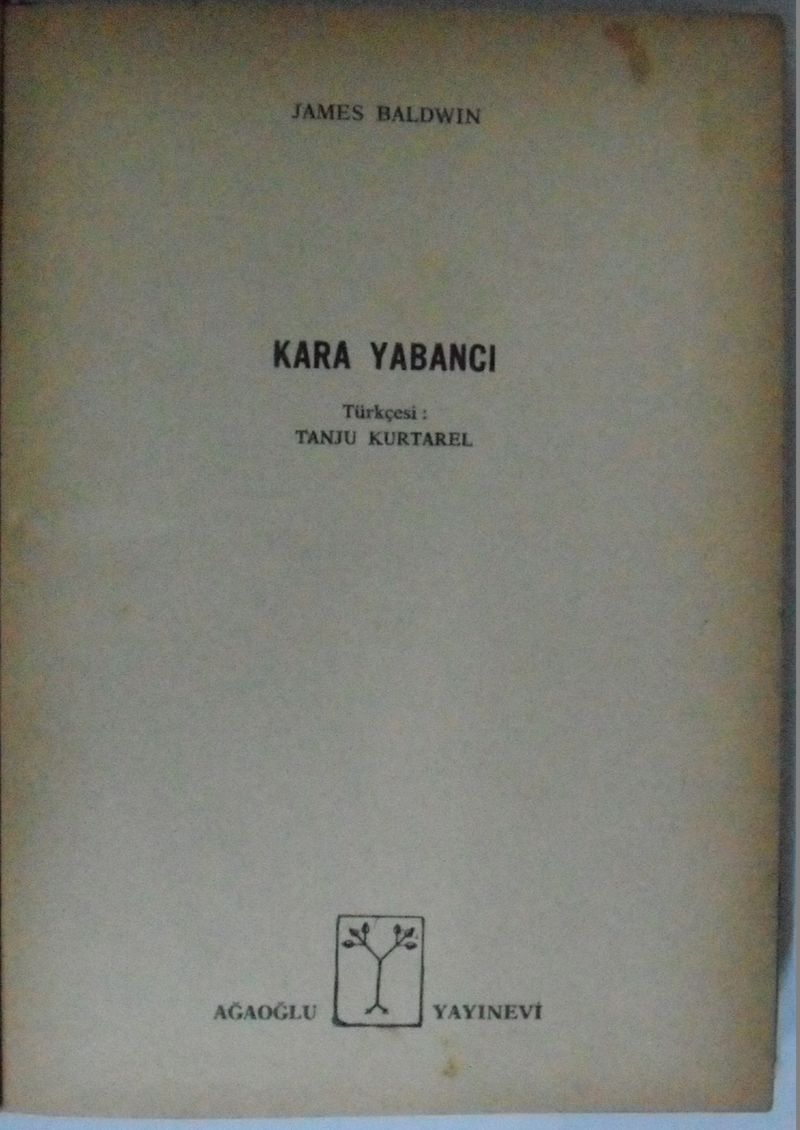 JAMES BALDWIN
KARA YABANCI
Türkçesi :
TANJU KURTAREL
AĞAOĞLU YAYINEVİ